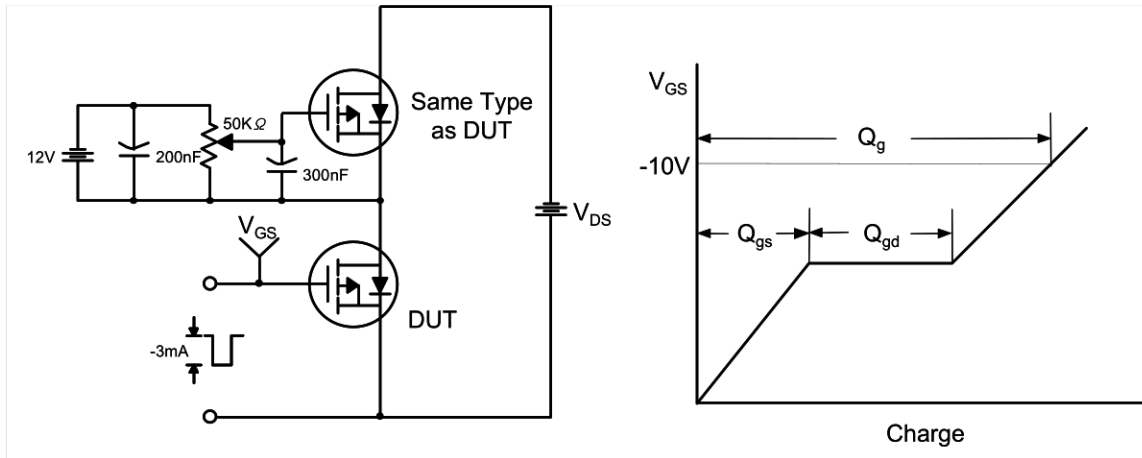 12V
200nF
50KΩ
300nF
Same Type
as DUT
VDS
VGS
DUT
-3mA
VGS
-10V
Qg
Qgs
Qgd
Charge